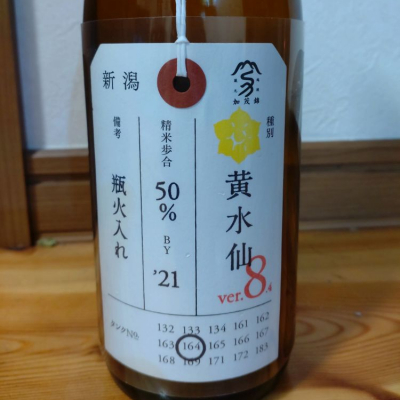 新潟
加茂錦
種別
黄水仙
ver.8.4
精米歩合
50%
BY
'21
備考
瓶火入れ
タンクNO.
132 133 134 161 162
163 164 165 166 167
168 169 171 172 183